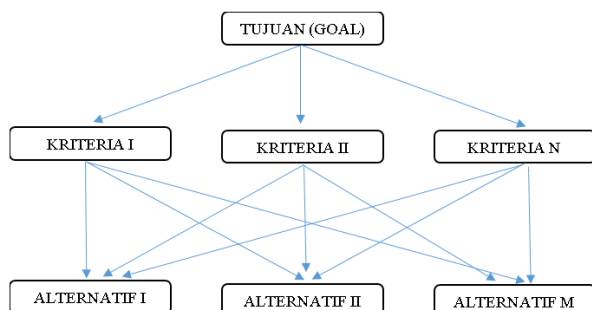 TUJUAN (GOAL)
KRITERIA I
KRITERIA II
KRITERIA N
ALTERNATIF I
ALTERNATIF II
ALTERNATIF M